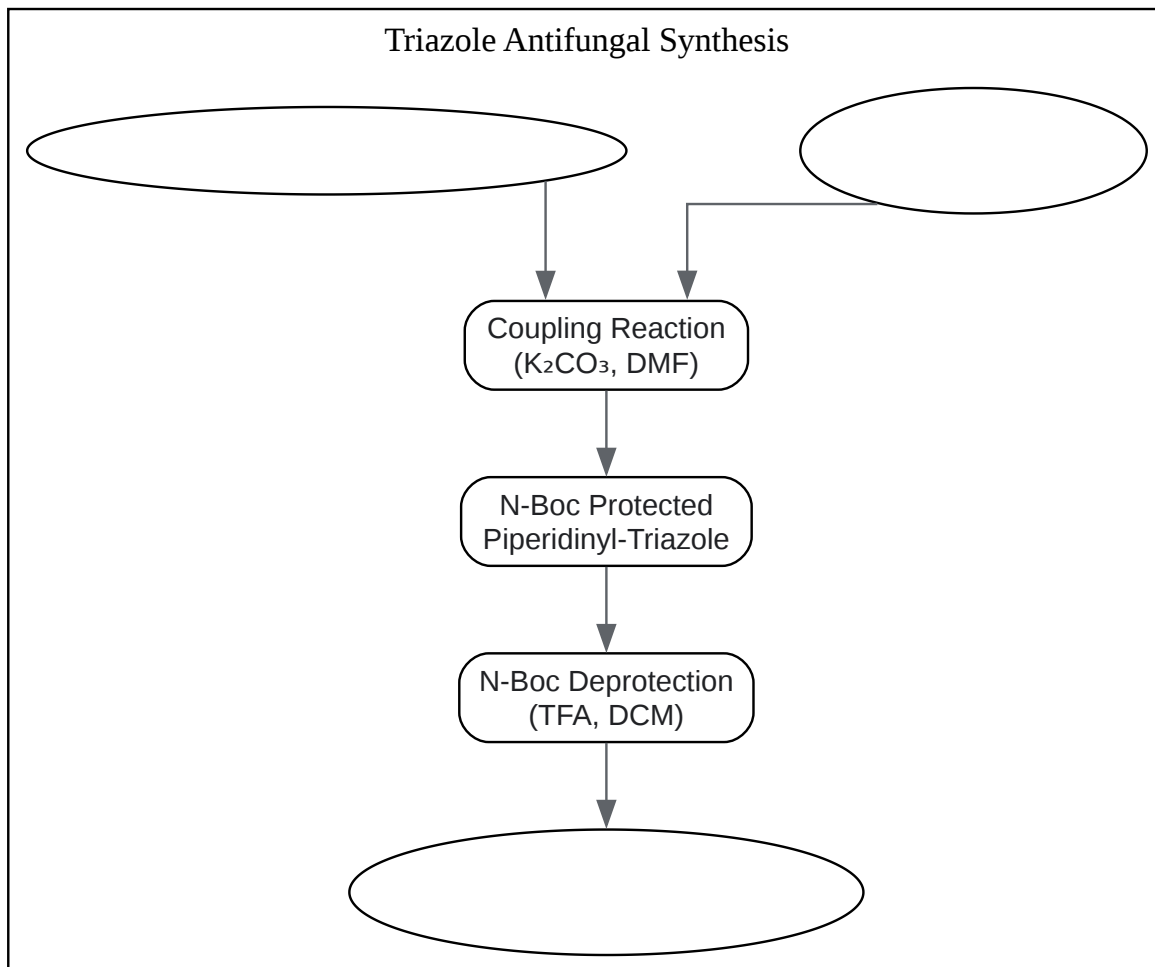 Triazole Antifungal Synthesis
Coupling Reaction
(K₂CO₃, DMF)
N-Boc Protected
Piperidinyl-Triazole
N-Boc Deprotection
(TFA, DCM)